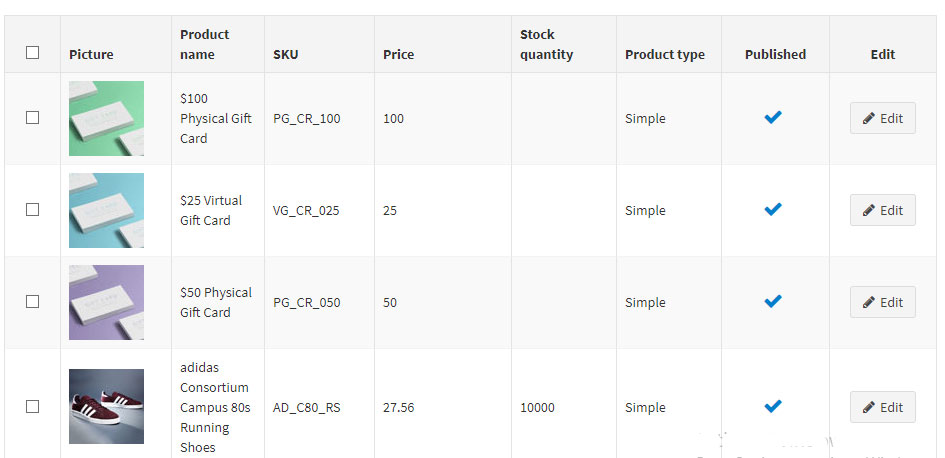 Picture	Product name	SKU	Price	Stock quantity	Product type	Published	Edit
$100
Physical Gift
Card	PG_CR_100	100	Simple	Edit
$25 Virtual
Gift Card	VG_CR_025	25	Simple	Edit
$50 Physical
Gift Card	PG_CR_050	50	Simple	Edit
adidas
Consortium
Campus 80s
Running
Shoes	AD_C80_RS	27.56	10000	Simple	Edit